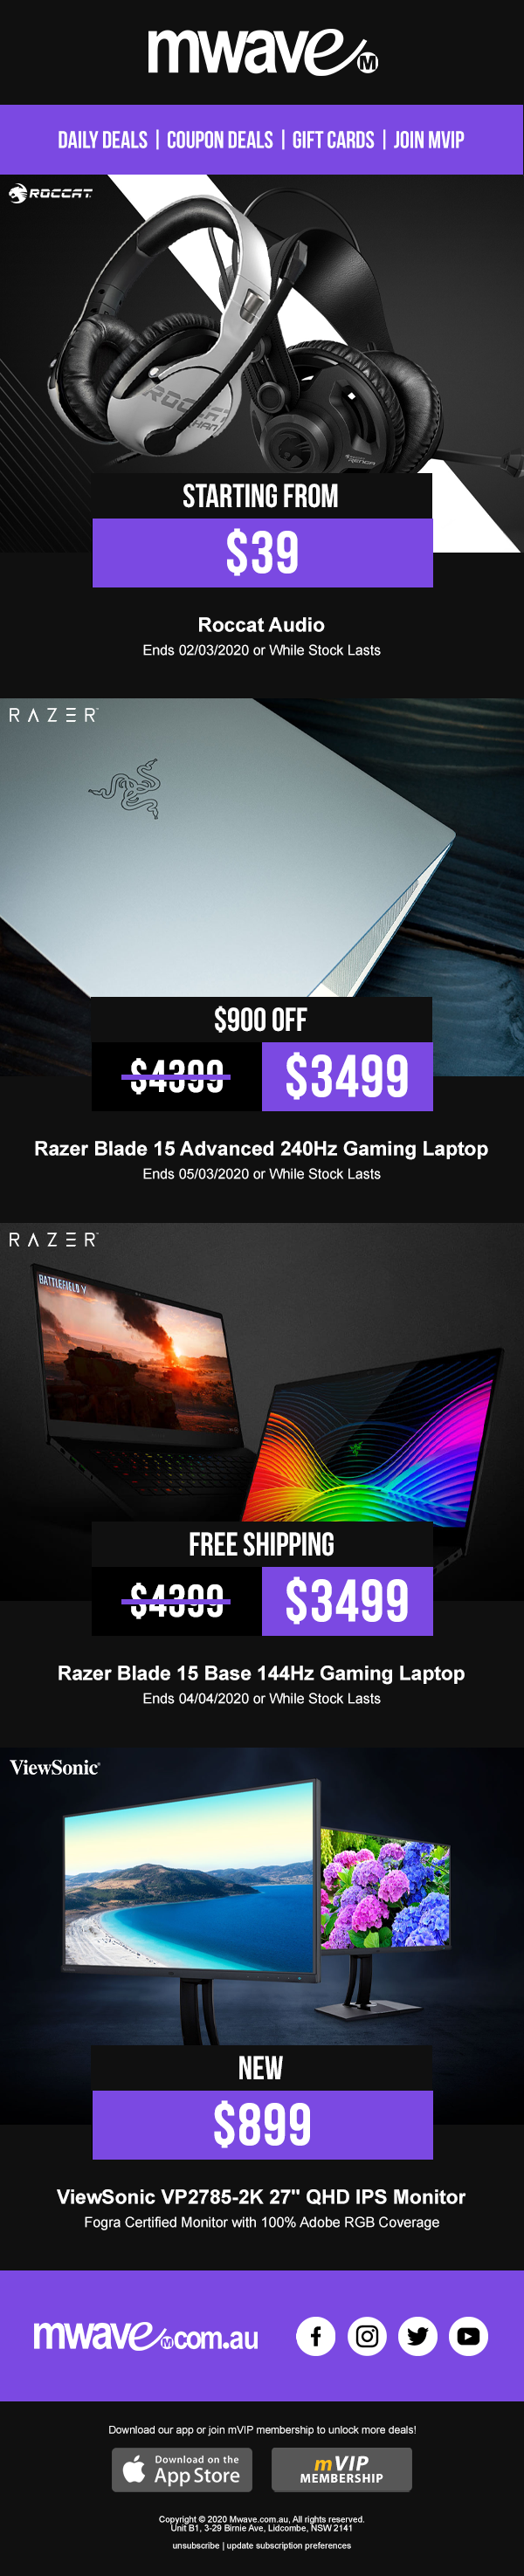 mwave M
DAILY DEALS | COUPON DEALS | GIFT CARDS | JOIN MVIP
ROCCAT
ROCCAT
KHAN
RENGA
STARTING FROM
$39
Roccat Audio
Ends 02/03/2020 or While Stock Lasts
RAZER
$900 OFF
$4399 $3499
Razer Blade 15 Advanced 240Hz Gaming Laptop
Ends 05/03/2020 or While Stock Lasts
RAZER
BATTLEFIELD V
FREE SHIPPING
$4399 $3499
Razer Blade 15 Base 144Hz Gaming Laptop
Ends 04/04/2020 or While Stock Lasts
ViewSonic®
NEW
$899
ViewSonic VP2785-2K 27" QHD IPS Monitor
Fogra Certified Monitor with 100% Adobe RGB Coverage
mwave M .com.au
Download our app or join mVIP membership to unlock more deals!
Download on the
App Store
mVIP
MEMBERSHIP
Copyright © 2020 Mwave.com.au, All rights reserved.
Unit B1, 3-29 Birnie Ave, Lidcombe, NSW 2141
unsubscribe | update subscription preferences